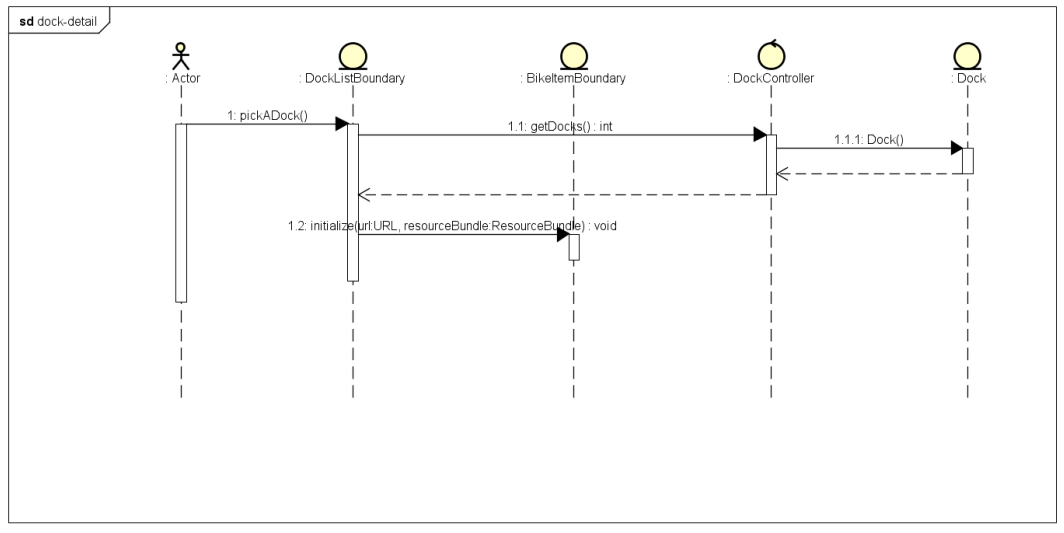 sd dock-detail
: Actor
: DockListBoundary
: BikeItemBoundary
: DockController
: Dock
1: pickADock()
1.1: getDocks() : int
1.1.1: Dock()
1.2: initialize(url:URL, resourceBundle:ResourceBundle) : void